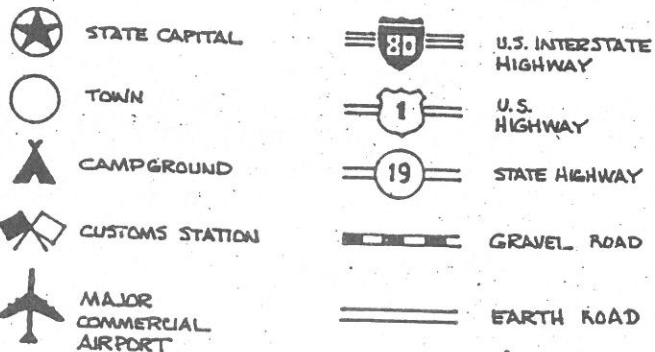 STATE CAPITAL
TOWN
CAMPGROUND
CUSTOMS STATION
MAJOR
COMMERCIAL
AIRPORT
80
U.S. INTERSTATE
HIGHWAY
1
U.S.
HIGHWAY
19
STATE HIGHWAY
GRAVEL ROAD
EARTH ROAD